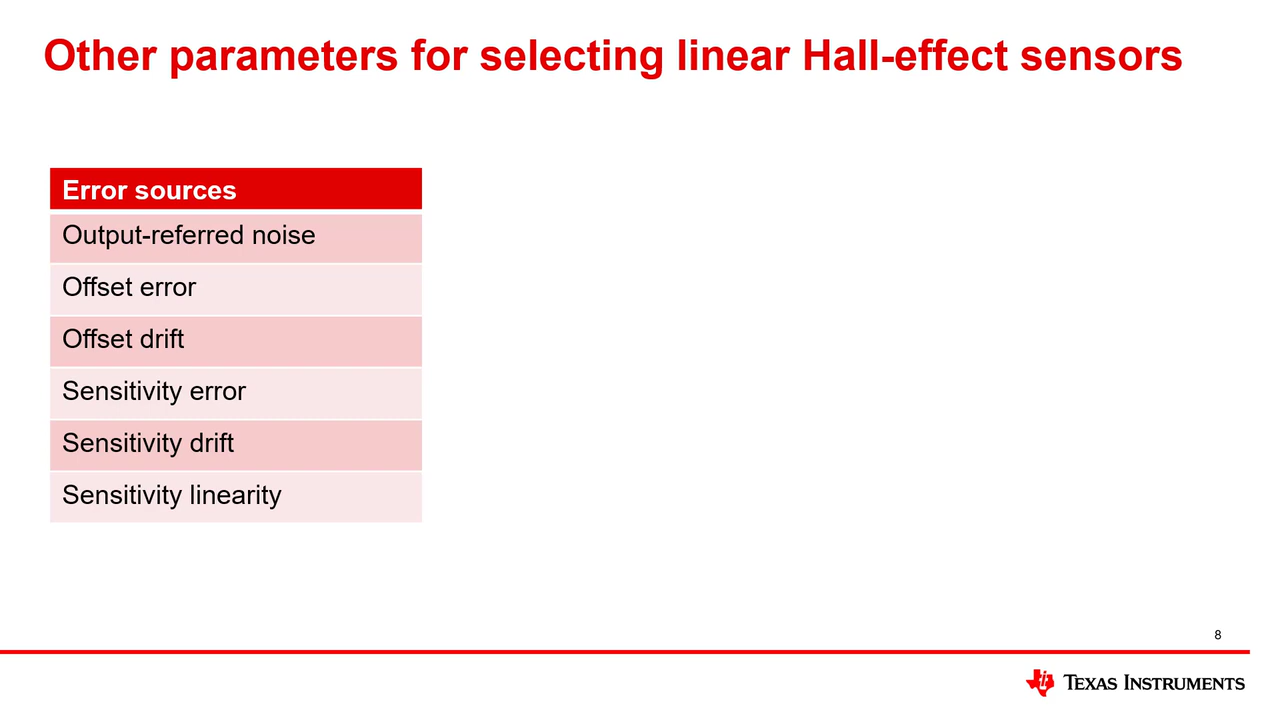 Other parameters for selecting linear Hall-effect sensors
Error sources
Output-referred noise
Offset error
Offset drift
Sensitivity error
Sensitivity drift
Sensitivity linearity
8
TEXAS INSTRUMENTS